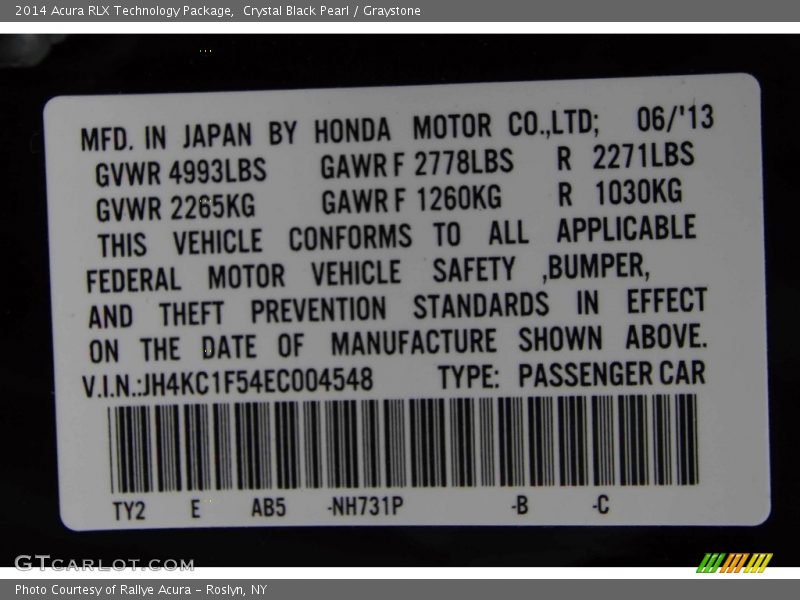 2014 Acura RLX Technology Package,  Crystal Black Pearl / Graystone
MFD. IN JAPAN BY HONDA MOTOR CO.,LTD; 06/'13
GVWR 4993LBS GAWR F 2778LBS R 2271LBS
GVWR 2265KG GAWR F 1260KG R 1030KG
THIS VEHICLE CONFORMS TO ALL APPLICABLE
FEDERAL MOTOR VEHICLE SAFETY ,BUMPER,
AND THEFT PREVENTION STANDARDS IN EFFECT
ON THE DATE OF MANUFACTURE SHOWN ABOVE.
V.I.N.:JH4KC1F54EC004548 TYPE: PASSENGER CAR
TY2 E AB5 -NH731P -B -C
GTCARLOT.COM
Photo Courtesy of Rallye Acura - Roslyn, NY